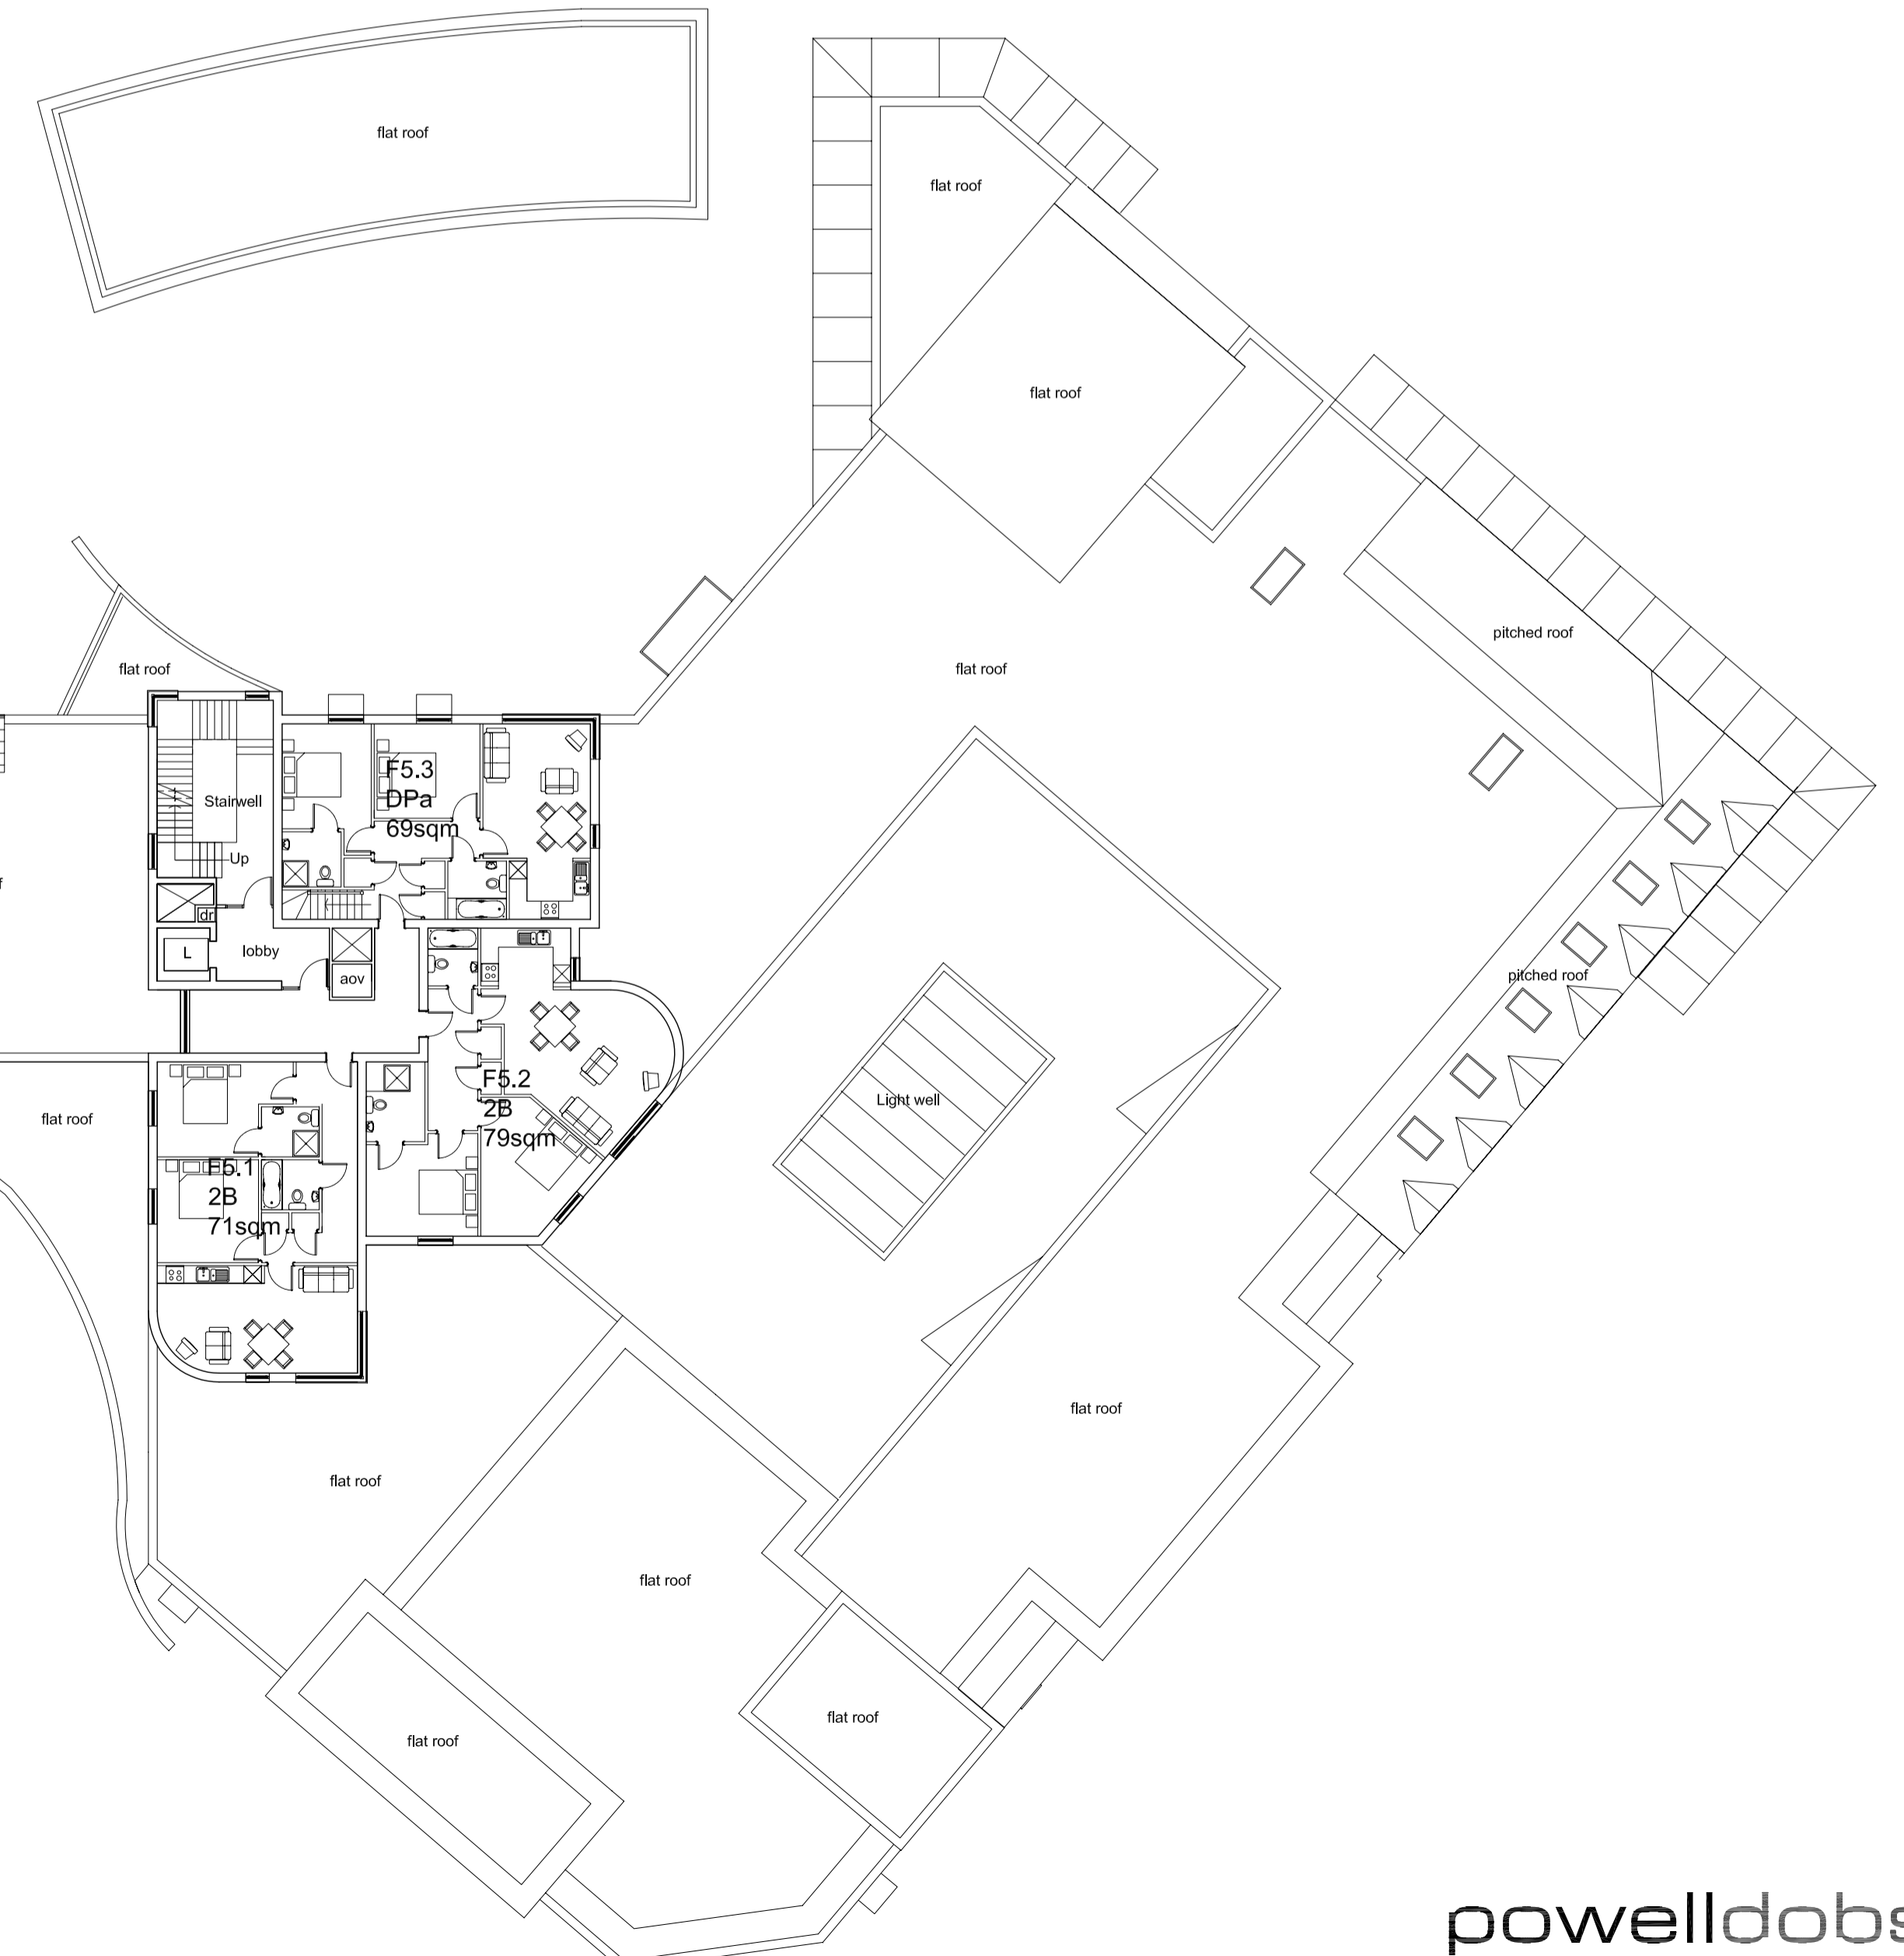 flat roof
flat roof
flat roof
pitched roof
flat roof
flat roof
F5.3
DPa
69sqm
Stairwell
Up
dr
L
lobby
aov
pitched roof
F5.2
2B
79sqm
Light well
flat roof
F5.1
2B
71sqm
flat roof
flat roof
flat roof
flat roof
flat roof
powelldobs